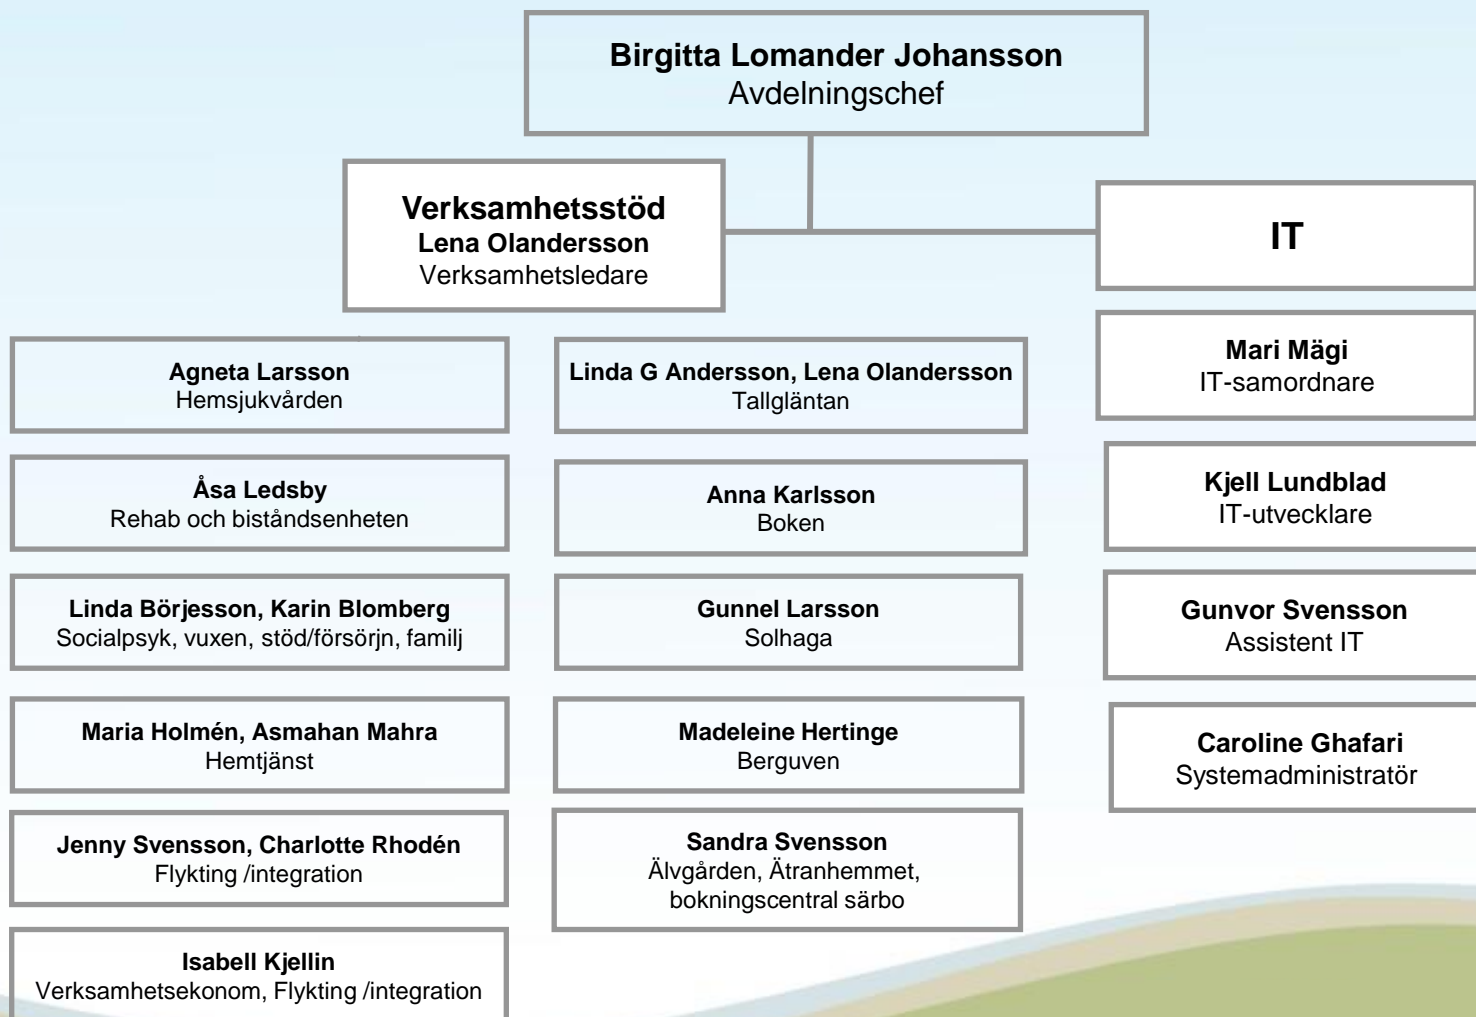 Birgitta Lomander Johansson
Avdelningschef
Verksamhetsstöd
Lena Olandersson
Verksamhetsledare
IT
Agneta Larsson
Hemsjukvården
Åsa Ledsby
Rehab och biståndsenheten
Linda Börjesson, Karin Blomberg
Socialpsyk, vuxen, stöd/försörjn, familj
Maria Holmén, Asmahan Mahra
Hemtjänst
Jenny Svensson, Charlotte Rhodén
Flykting /integration
Isabell Kjellin
Verksamhetsekonom, Flykting /integration
Linda G Andersson, Lena Olandersson
Tallgläntan
Anna Karlsson
Boken
Gunnel Larsson
Solhaga
Madeleine Hertinge
Berguven
Sandra Svensson
Älvgården, Ätranhemmet,
bokningscentral särbo
Mari Mägi
IT-samordnare
Kjell Lundblad
IT-utvecklare
Gunvor Svensson
Assistent IT
Caroline Ghafari
Systemadministratör